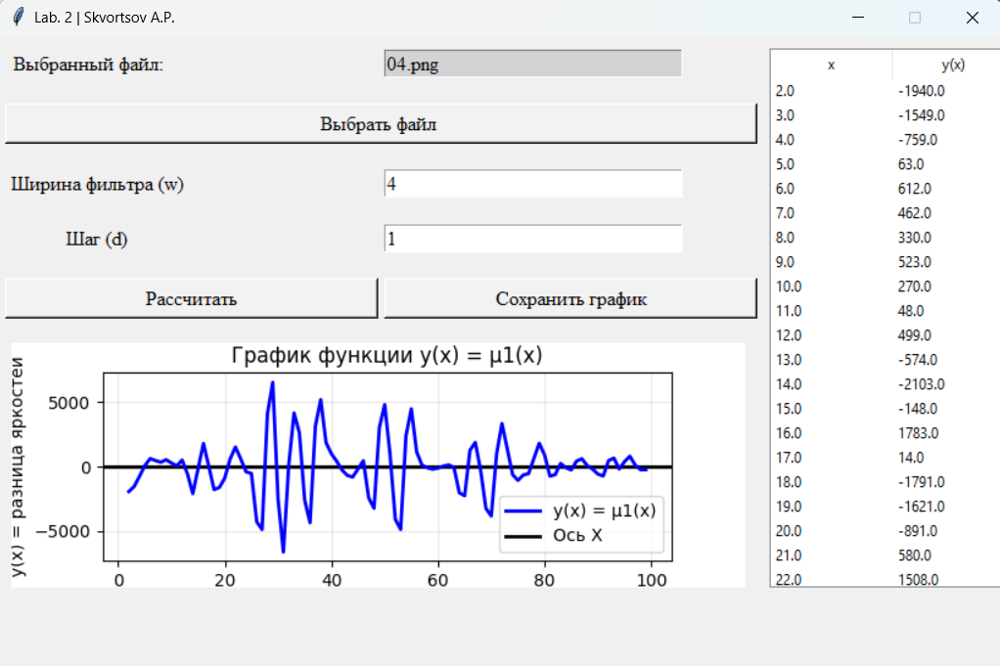 Lab. 2 | Skvortsov A.P.
Выбранный файл:
04.png
Выбрать файл
Ширина фильтра (w)
4
Шаг (d)
1
Рассчитать
Сохранить график
График функции y(x) = μ1(x)
y(x) = разница яркостеи
5000
0
−5000
0 20 40 60 80 100
y(x) = μ1(x)
Ось X
x y(x)
2.0 -1940.0
3.0 -1549.0
4.0 -759.0
5.0 63.0
6.0 612.0
7.0 462.0
8.0 330.0
9.0 523.0
10.0 270.0
11.0 48.0
12.0 499.0
13.0 -574.0
14.0 -2103.0
15.0 -148.0
16.0 1783.0
17.0 14.0
18.0 -1791.0
19.0 -1621.0
20.0 -891.0
21.0 580.0
22.0 1508.0